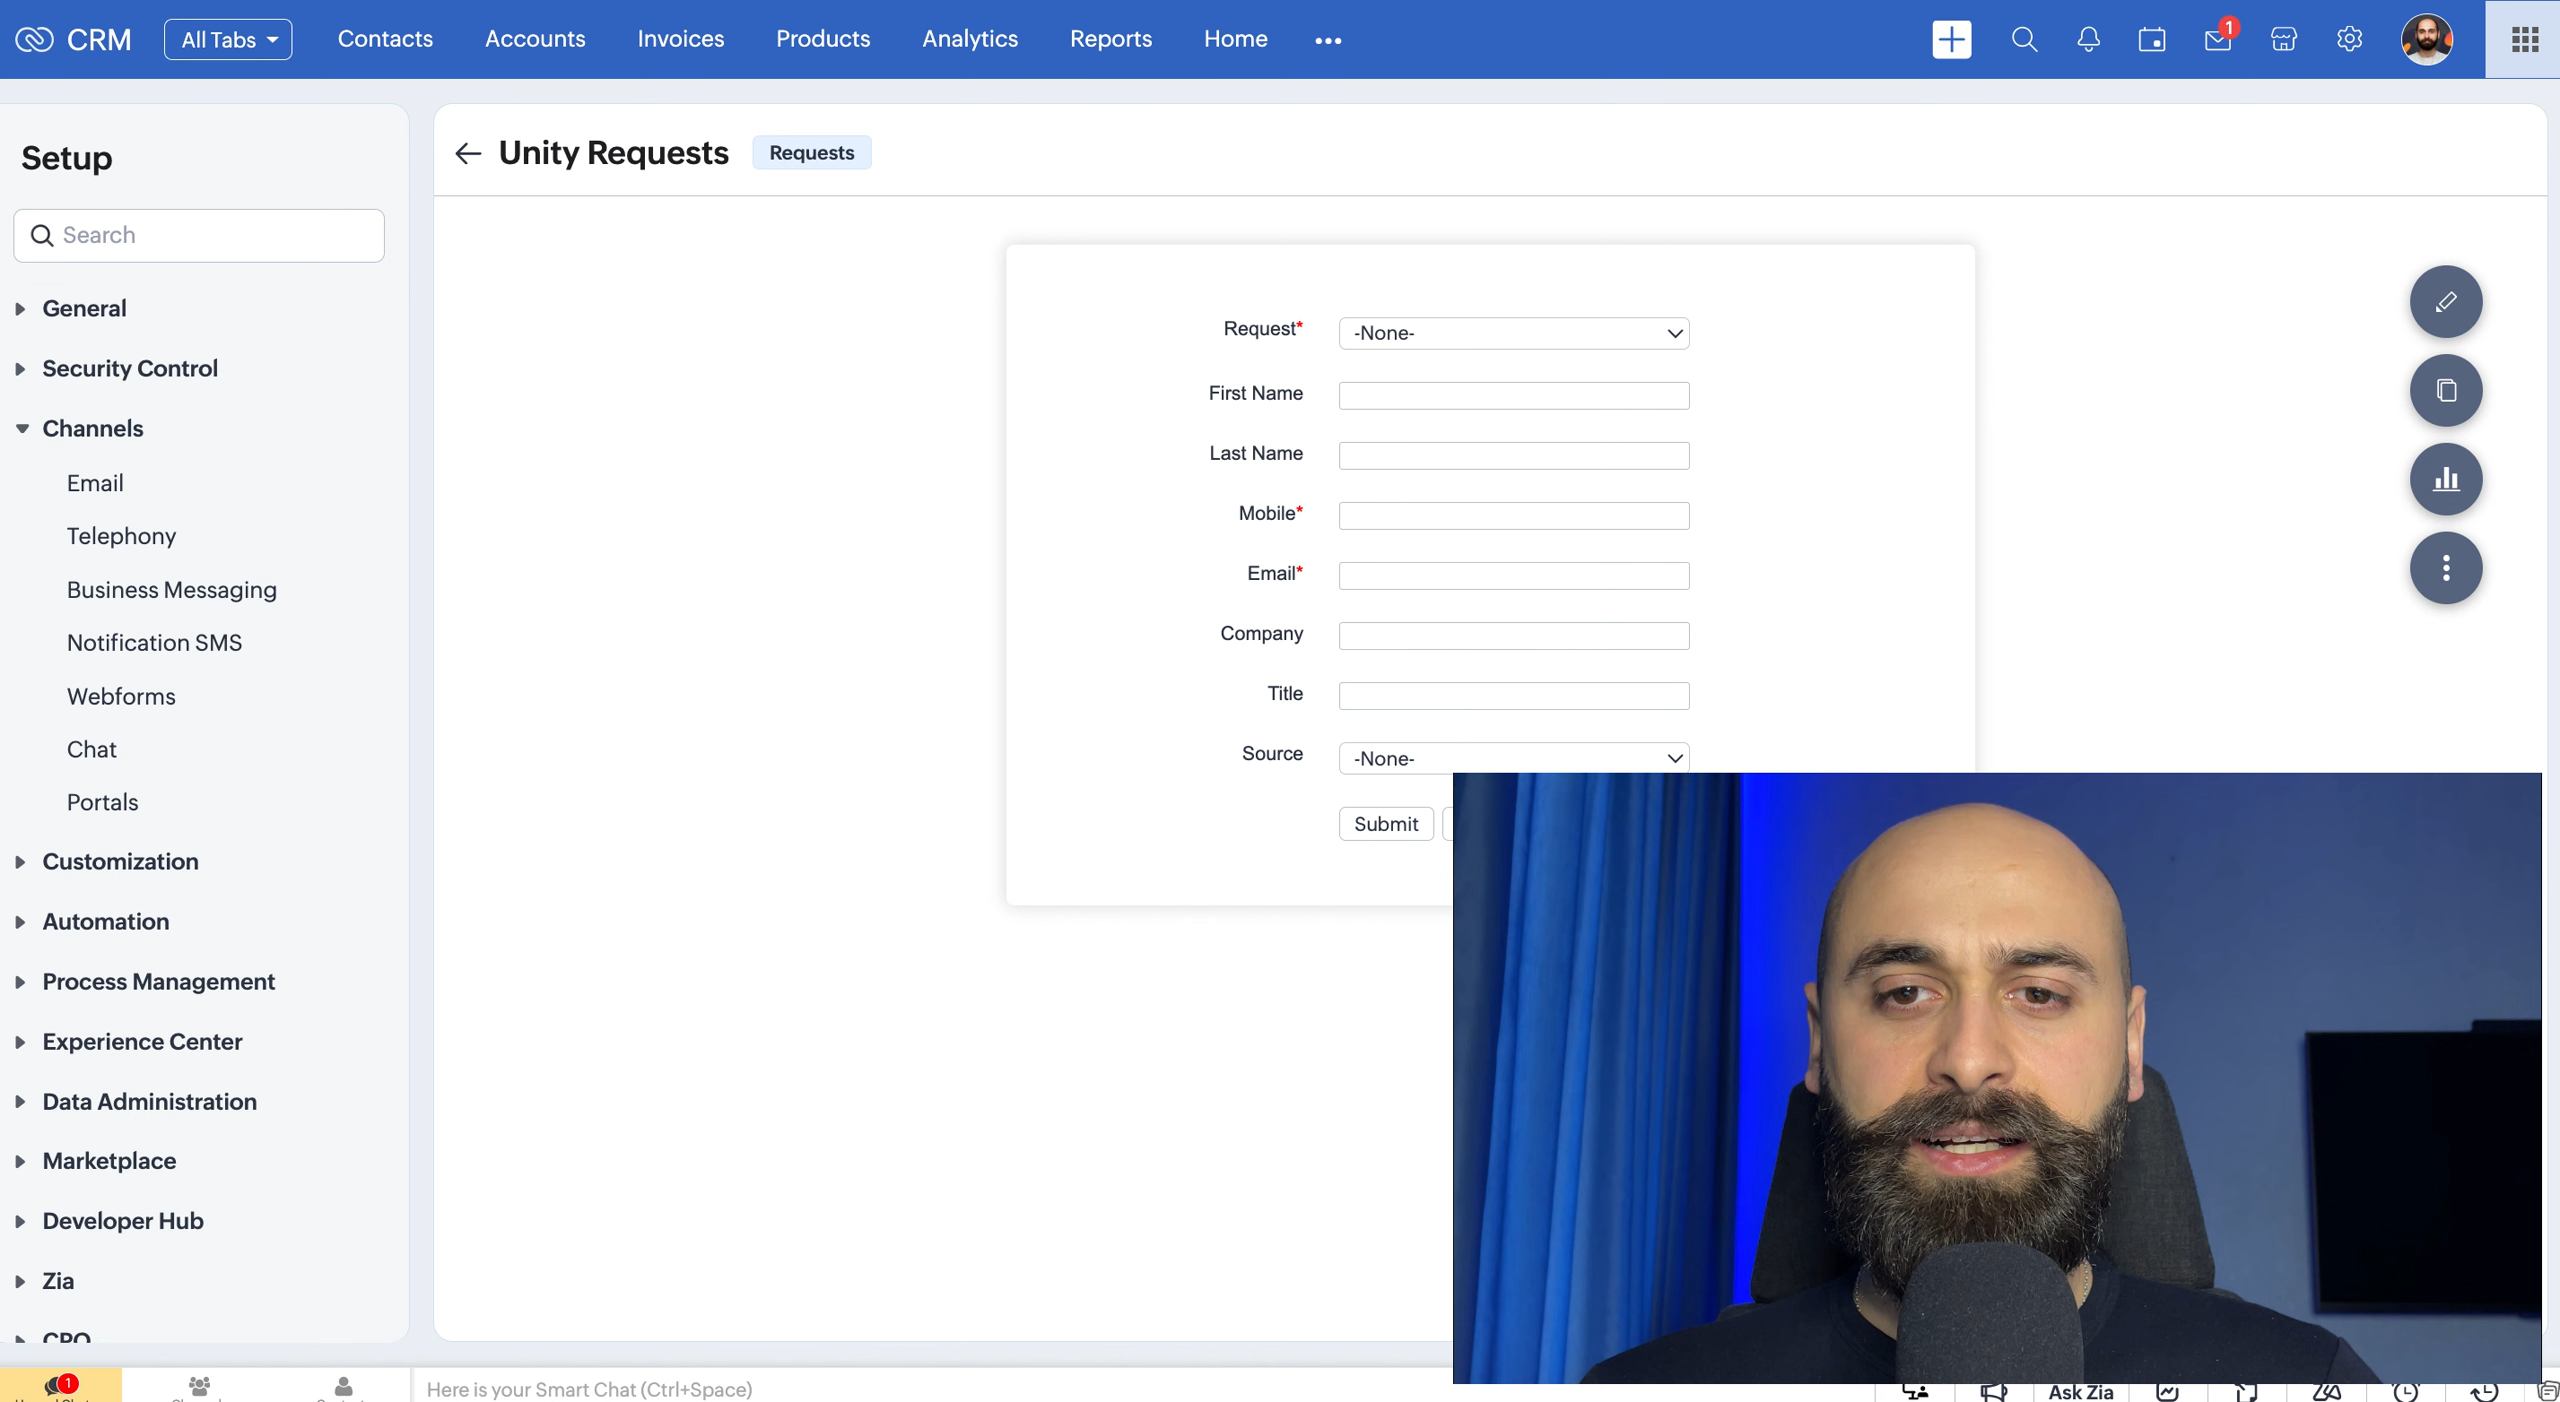 CRM All Tabs Contacts Accounts Invoices Products Analytics Reports Home 1
Setup
Search
General
Security Control
Channels
Email
Telephony
Business Messaging
Notification SMS
Webforms
Chat
Portals
Customization
Automation
Process Management
Experience Center
Data Administration
Marketplace
Developer Hub
Zia
CPQ
Unity Requests Requests
Request* -None-
First Name
Last Name
Mobile*
Email*
Company
Title
Source -None-
Submit
1
Here is your Smart Chat (Ctrl+Space)
Ask Zia